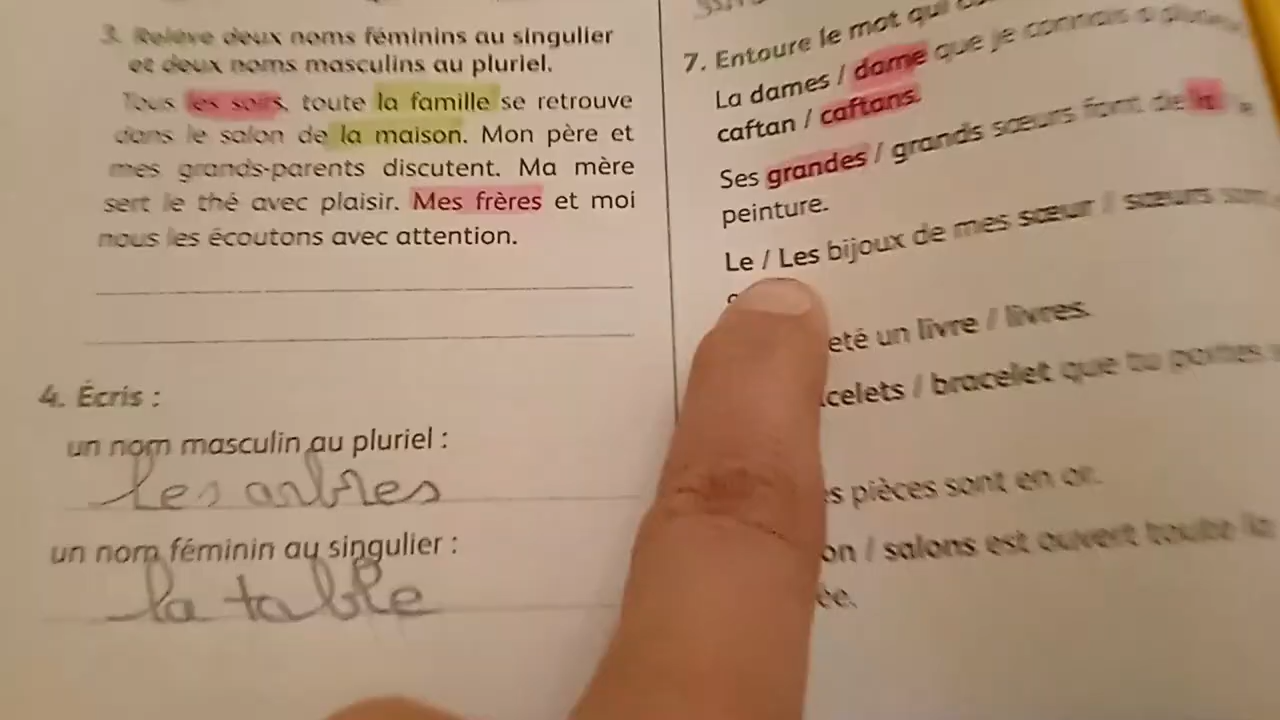 3. Relève deux noms féminins au singulier
et deux noms masculins au pluriel.
Tous les soirs, toute la famille se retrouve
dans le salon de la maison. Mon père et
mes grands-parents discutent. Ma mère
sert le thé avec plaisir. Mes frères et moi
nous les écoutons avec attention.
4. Écris :
un nom masculin au pluriel :
les arbres
un nom féminin au singulier :
la table
7. Entoure le mot qui
La dames / dame que je connais a
caftan / caftans.
Ses grandes / grands sœurs font de la
peinture.
Le / Les bijoux de mes sœur / sœurs sont
eté un livre / livres.
celets / bracelet que tu portes
s pièces sont en or.
on / salons est ouvert toute la
ée.